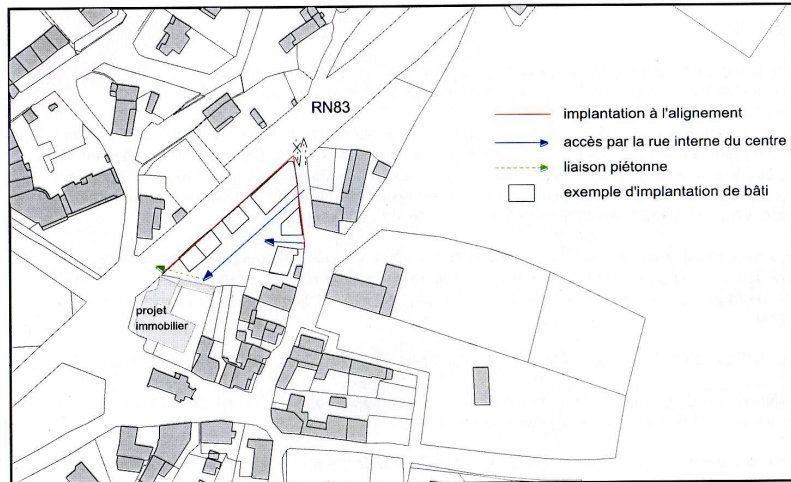 RN83
implantation à l'alignement
accès par la rue interne du centre
liaison piétonne
exemple d'implantation de bâti
projet
immobilier